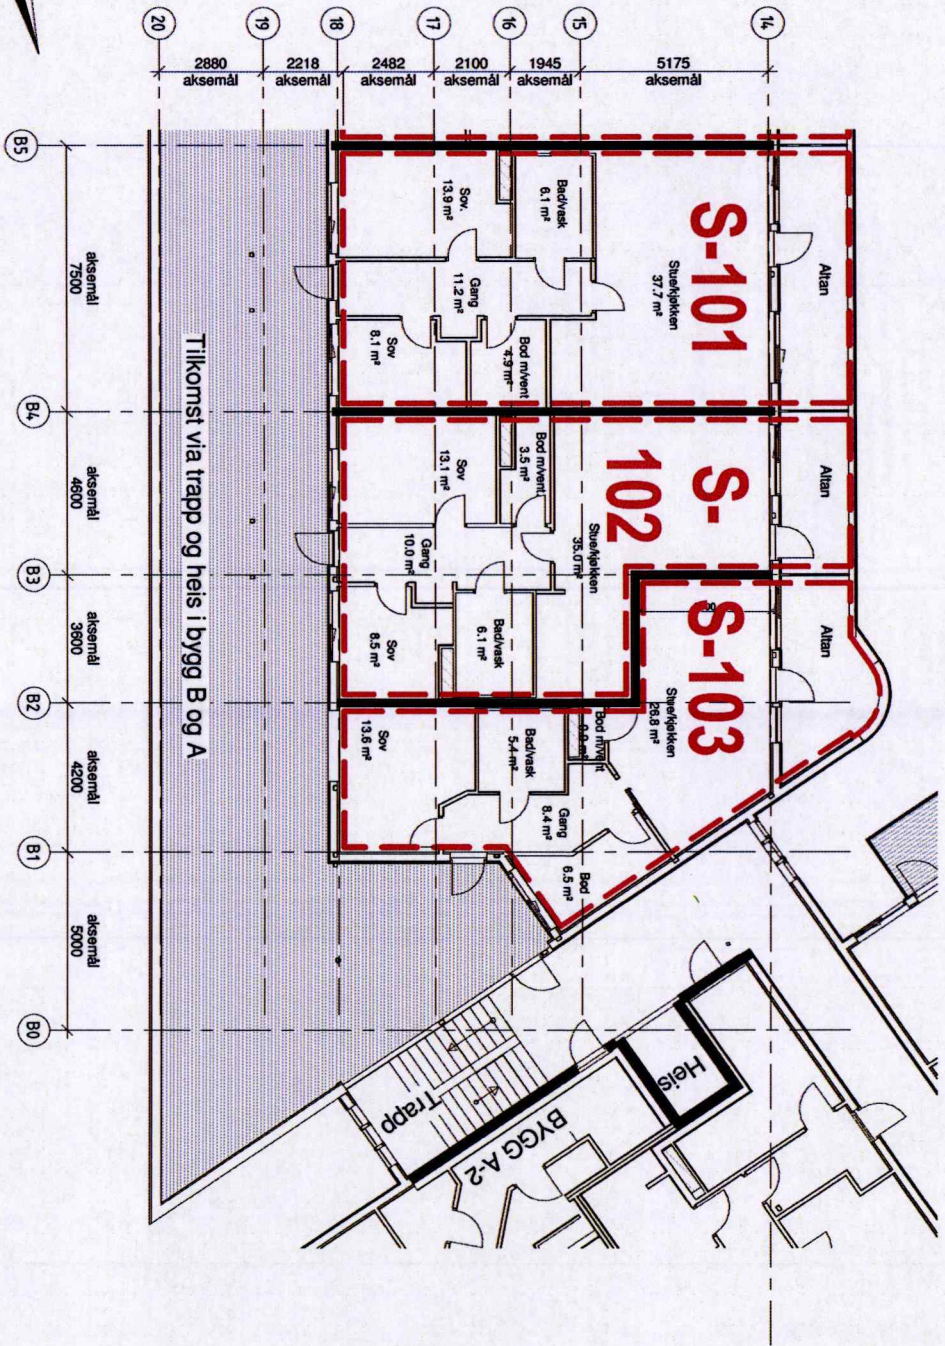 20
19
18
17
16
15
14
2880
aksemål
2218
aksemål
2482
aksemål
2100
aksemål
1945
aksemål
5175
aksemål
B5
aksemål
7500
B4
aksemål
4600
B3
aksemål
3600
B2
aksemål
4200
B1
aksemål
5000
B0
S-101
Altan
Stue/kjøkken
37.7 m²
Bad/vask
6.1 m²
Sov.
13.9 m²
Gang
11.2 m²
Sov
8.1 m²
Bod m/vent
4.9 m²
S-
102
Altan
Stue/kjøkken
35.0 m²
Bod m/vent.
3.5 m²
Sov
13.1 m²
Gang
10.0 m²
Bad/vask
6.1 m²
Sov
8.5 m²
S-103
Altan
Stue/kjøkken
26.8 m²
Bod m/vent
Bad/vask
5.4 m²
Sov
13.6 m²
Gang
8.4 m²
Bod
6.5 m²
Tilkomst via trapp og heis i bygg B og A
Heis
Trapp
BYGG A-2